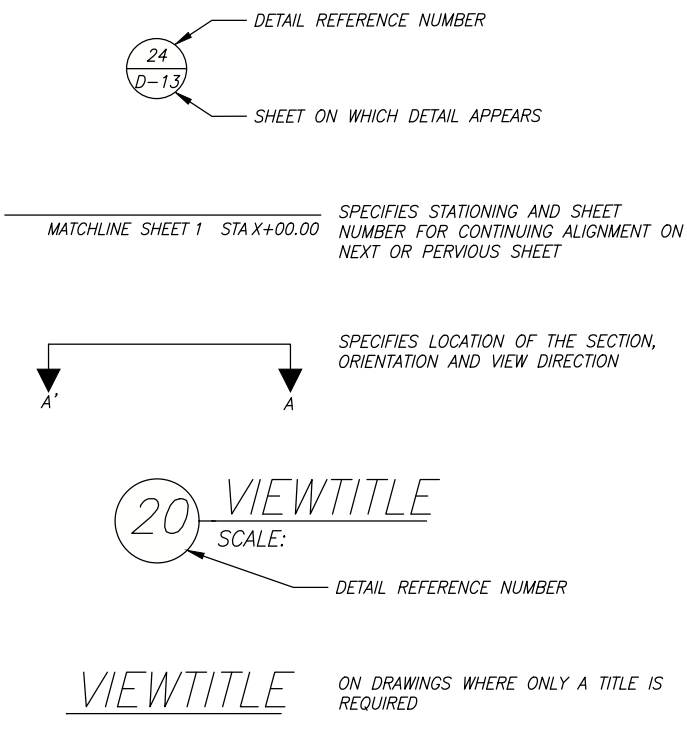 DETAIL REFERENCE NUMBER
24
D-13
SHEET ON WHICH DETAIL APPEARS
MATCHLINE SHEET 1 STA X+00.00
SPECIFIES STATIONING AND SHEET
NUMBER FOR CONTINUING ALIGNMENT ON
NEXT OR PERVIOUS SHEET
SPECIFIES LOCATION OF THE SECTION,
ORIENTATION AND VIEW DIRECTION
A' A
20 VIEWTITLE
SCALE:
DETAIL REFERENCE NUMBER
VIEWTITLE
ON DRAWINGS WHERE ONLY A TITLE IS
REQUIRED